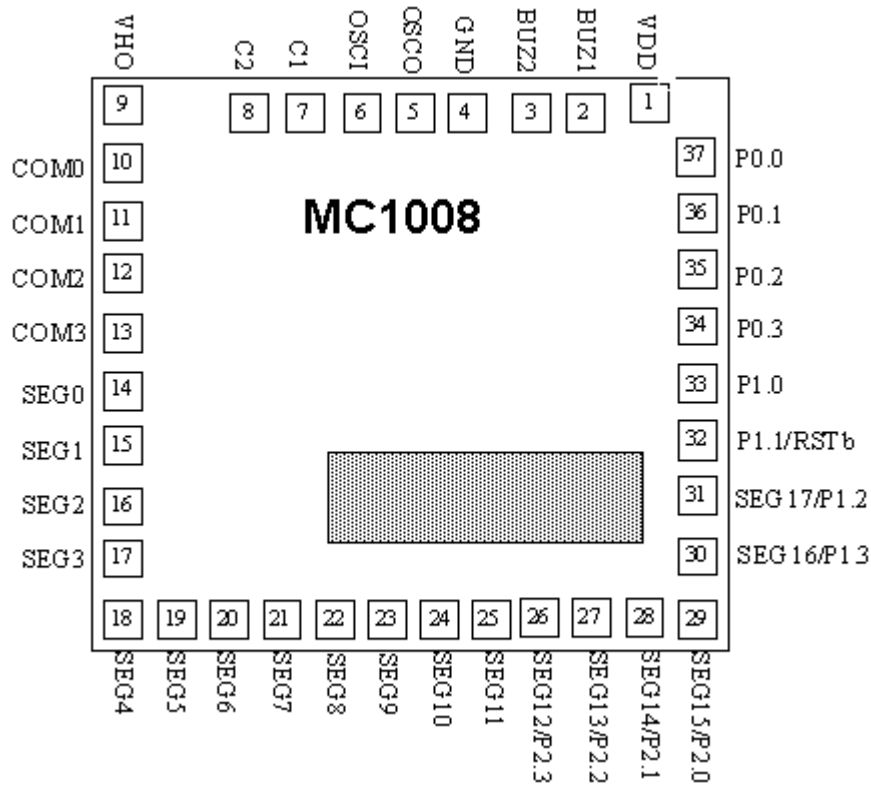 VHO C2 C1 OSCI OSCO GND BUZ2 BUZ1 VDD
9 8 7 6 5 4 3 2 1
37 P0.0
COM0 10
MC1008
36 P0.1
COM1 11
35 P0.2
COM2 12
34 P0.3
COM3 13
33 P1.0
SEG0 14
32 P1.1/RSTb
SEG1 15
31 SEG17/P1.2
SEG2 16
30 SEG16/P1.3
SEG3 17
18 19 20 21 22 23 24 25 26 27 28 29
SEG4 SEG5 SEG6 SEG7 SEG8 SEG9 SEG10 SEG11 SEG12/P2.3 SEG13/P2.2 SEG14/P2.1 SEG15/P2.0